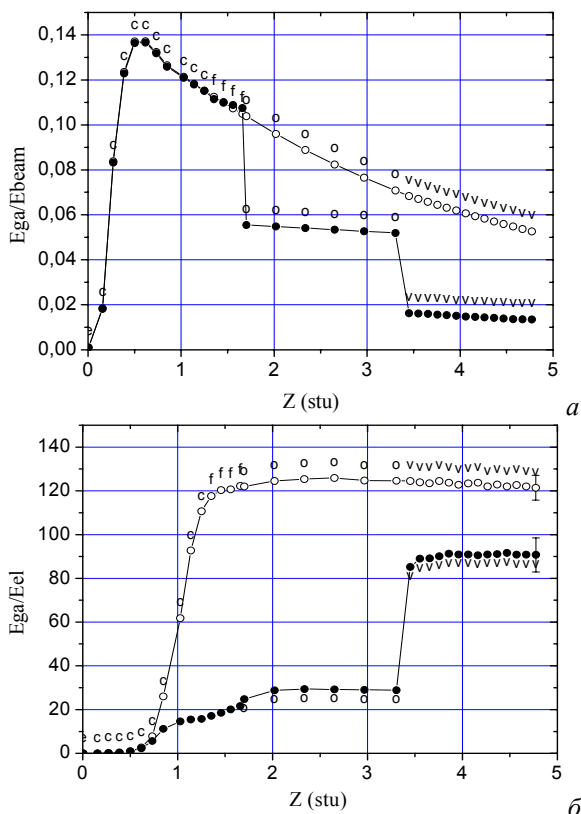 0,14
0,12
0,10
0,08
0,06
0,04
0,02
0,00
Ega/Ebeam
e c c c c c c c c c c f f f f o o o o o o v v v v v v v v v v v v v v
o o o o o o v v v v v v v v v v v v v v
0 1 2 3 4 5
Z (stu)
а
140
120
100
80
60
40
20
0
Ega/Eel
e c c c c c c c c c c f f f f o o o o o o v v v v v v v v v v v v v v
o o o o o o v v v v v v v v v v v v v v
0 1 2 3 4 5
Z (stu)
б